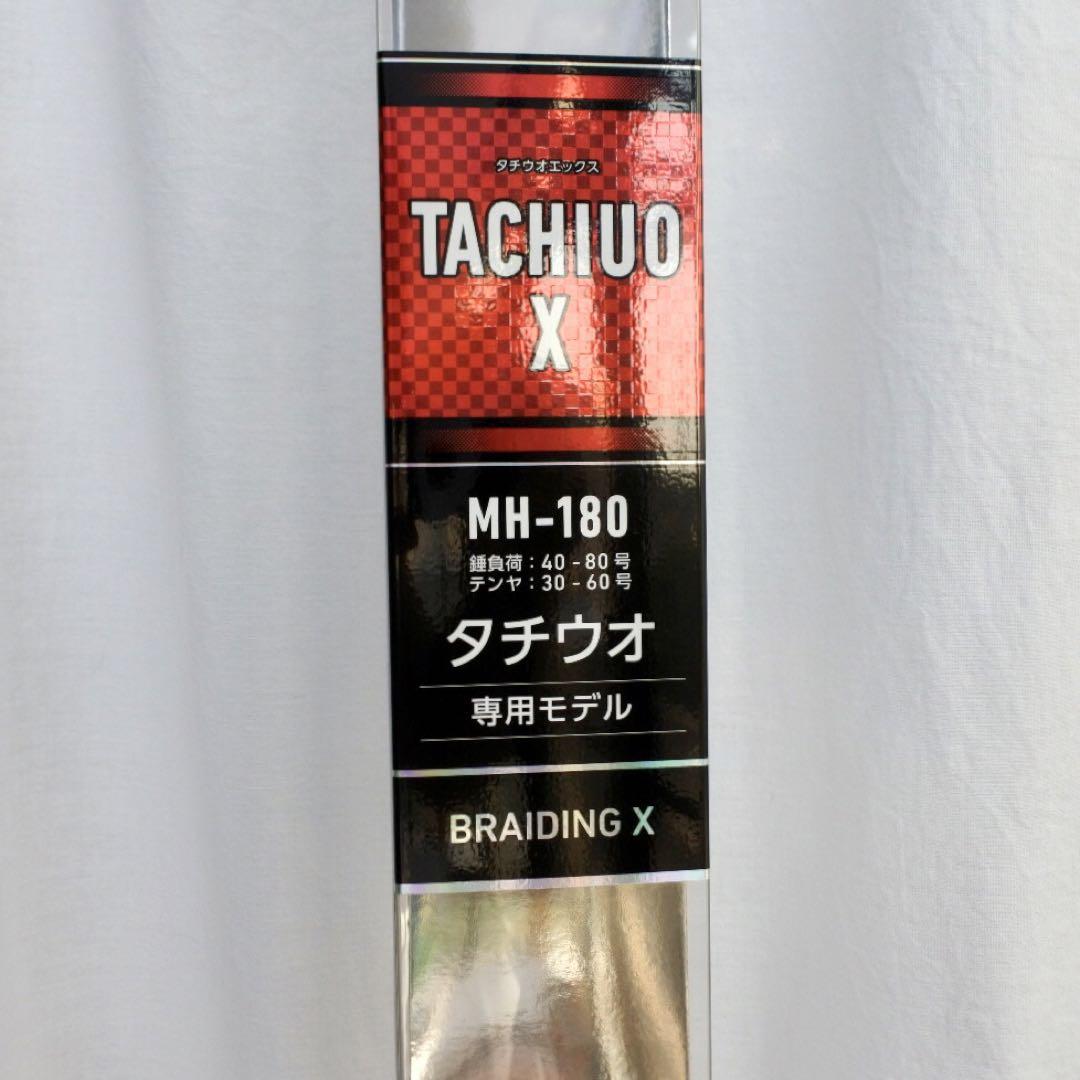 タチウオエックス
TACHIUO
X
MH-180
錘負荷：40 - 80号
テンヤ：30 - 60号
タチウオ
専用モデル
BRAIDING X